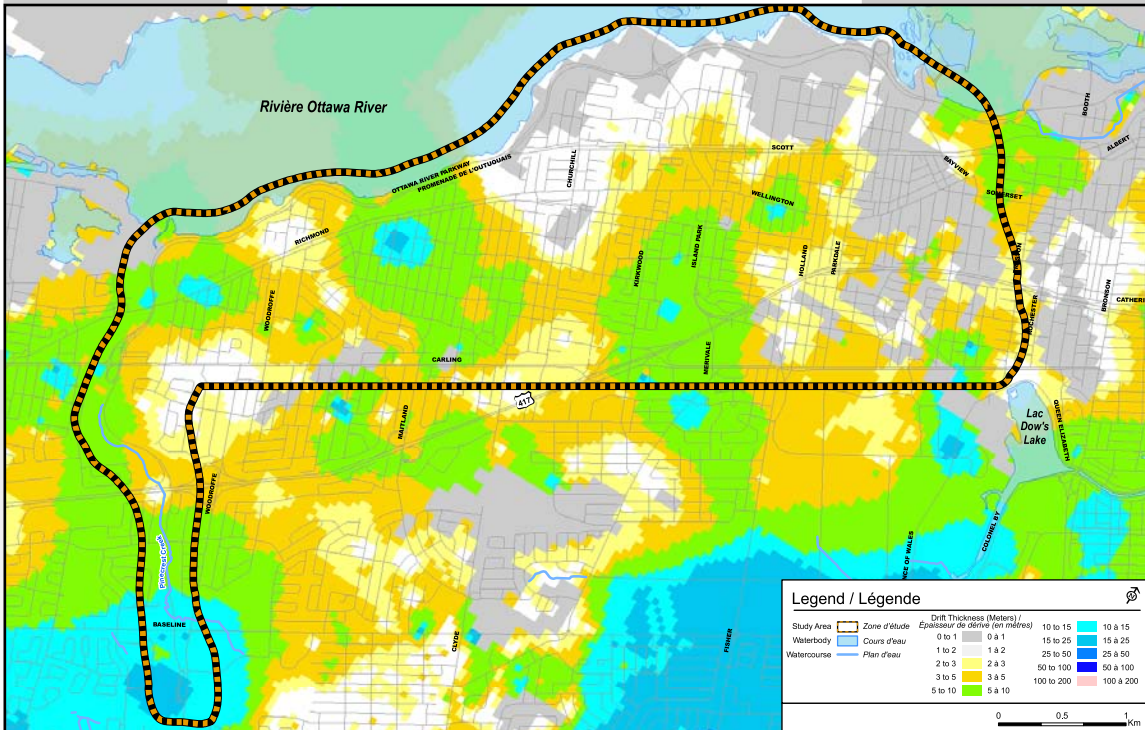 Rivière Ottawa River
OTTAWA RIVER PARKWAY
PROMENADE DE L'OUTUOUAIS
RICHMOND
CHURCHILL
SCOTT
WELLINGTON
BAYVIEW
SOMERSET
BOOTH
ALBERT
WOODROFFE
KIRKWOOD
ISLAND PARK
HOLLAND
PARKDALE
ROCHESTER
BRONSON
CATHERI
CARLING
MERIVALE
MAITLAND
417
Lac
Dow's
Lake
QUEEN ELIZABETH
WOODROFFE
Pinecrest Creek
BASELINE
CLYDE
FISHER
NCE OF WALES
COLONEL BY
Legend / Légende
Study Area Zone d'étude
Waterbody Cours d'eau
Watercourse Plan d'eau
Drift Thickness (Meters) /
Épaisseur de dérive (en mètres)
0 to 1 0 à 1
1 to 2 1 à 2
2 to 3 2 à 3
3 to 5 3 à 5
5 to 10 5 à 10
10 to 15 10 à 15
15 to 25 15 à 25
25 to 50 25 à 50
50 to 100 50 à 100
100 to 200 100 à 200
0 0.5 1
Km